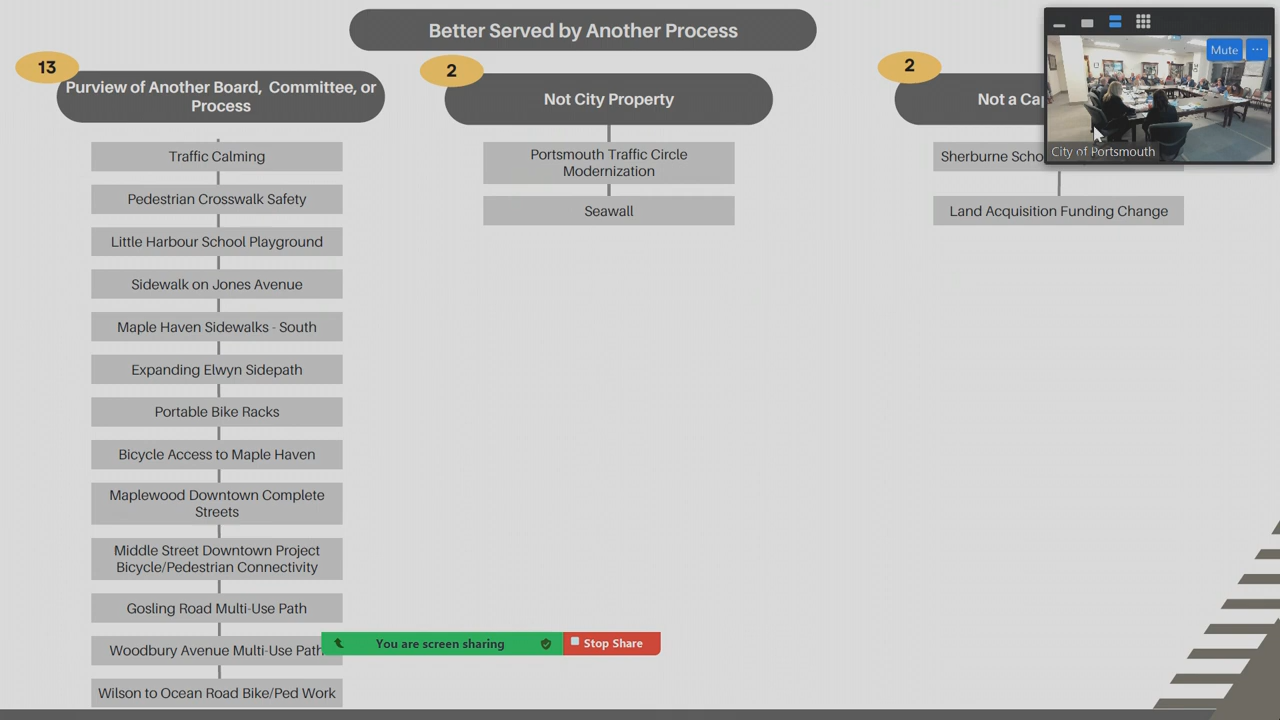 Better Served by Another Process
13
Purview of Another Board, Committee, or
Process
Traffic Calming
Pedestrian Crosswalk Safety
Little Harbour School Playground
Sidewalk on Jones Avenue
Maple Haven Sidewalks - South
Expanding Elwyn Sidepath
Portable Bike Racks
Bicycle Access to Maple Haven
Maplewood Downtown Complete
Streets
Middle Street Downtown Project
Bicycle/Pedestrian Connectivity
Gosling Road Multi-Use Path
Woodbury Avenue Multi-Use Path
Wilson to Ocean Road Bike/Ped Work
2
Not City Property
Portsmouth Traffic Circle
Modernization
Seawall
2
Not a
Sherburne
Land Acquisition Funding Change
Mute
City of Portsmouth
You are screen sharing
Stop Share